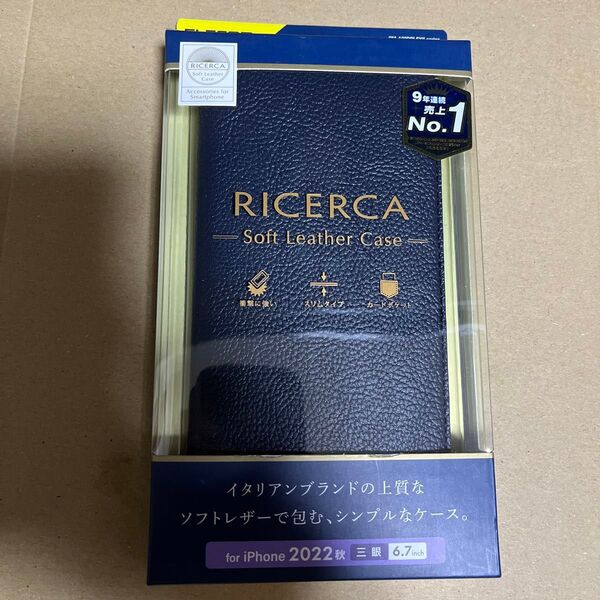 RICERCA
Soft Leather
Case
Accessories for
Smartphone
9年連続
売上
No.1
RICERCA
Soft Leather Case
衝撃に強い
スリムタイプ
カードポケット
イタリアンブランドの上質な
ソフトレザーで包む、シンプルなケース。
for iPhone 2022秋 三眼 6.7inch